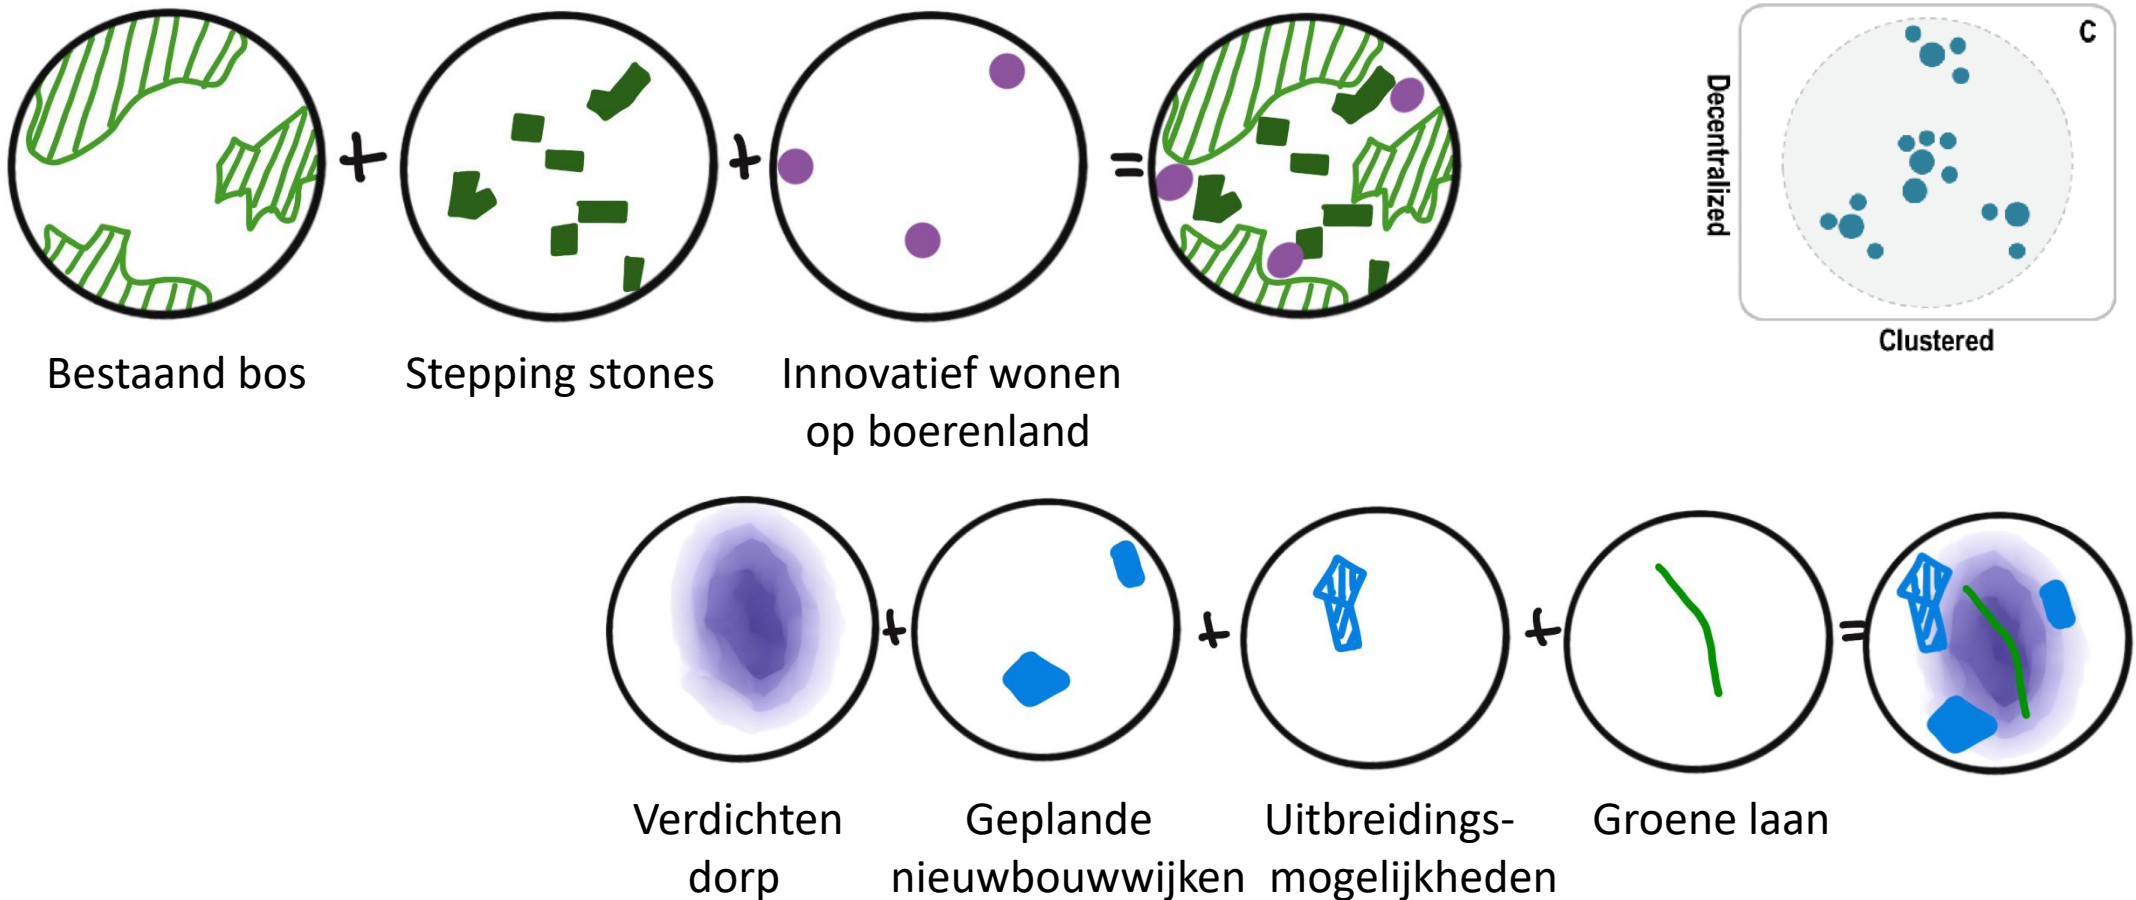 + + =
C
Decentralized
Clustered
Bestaand bos
Stepping stones
Innovatief wonen
op boerenland
+ + + =
Verdichten
dorp
Geplande
nieuwbouwwijken
Uitbreidings-
mogelijkheden
Groene laan